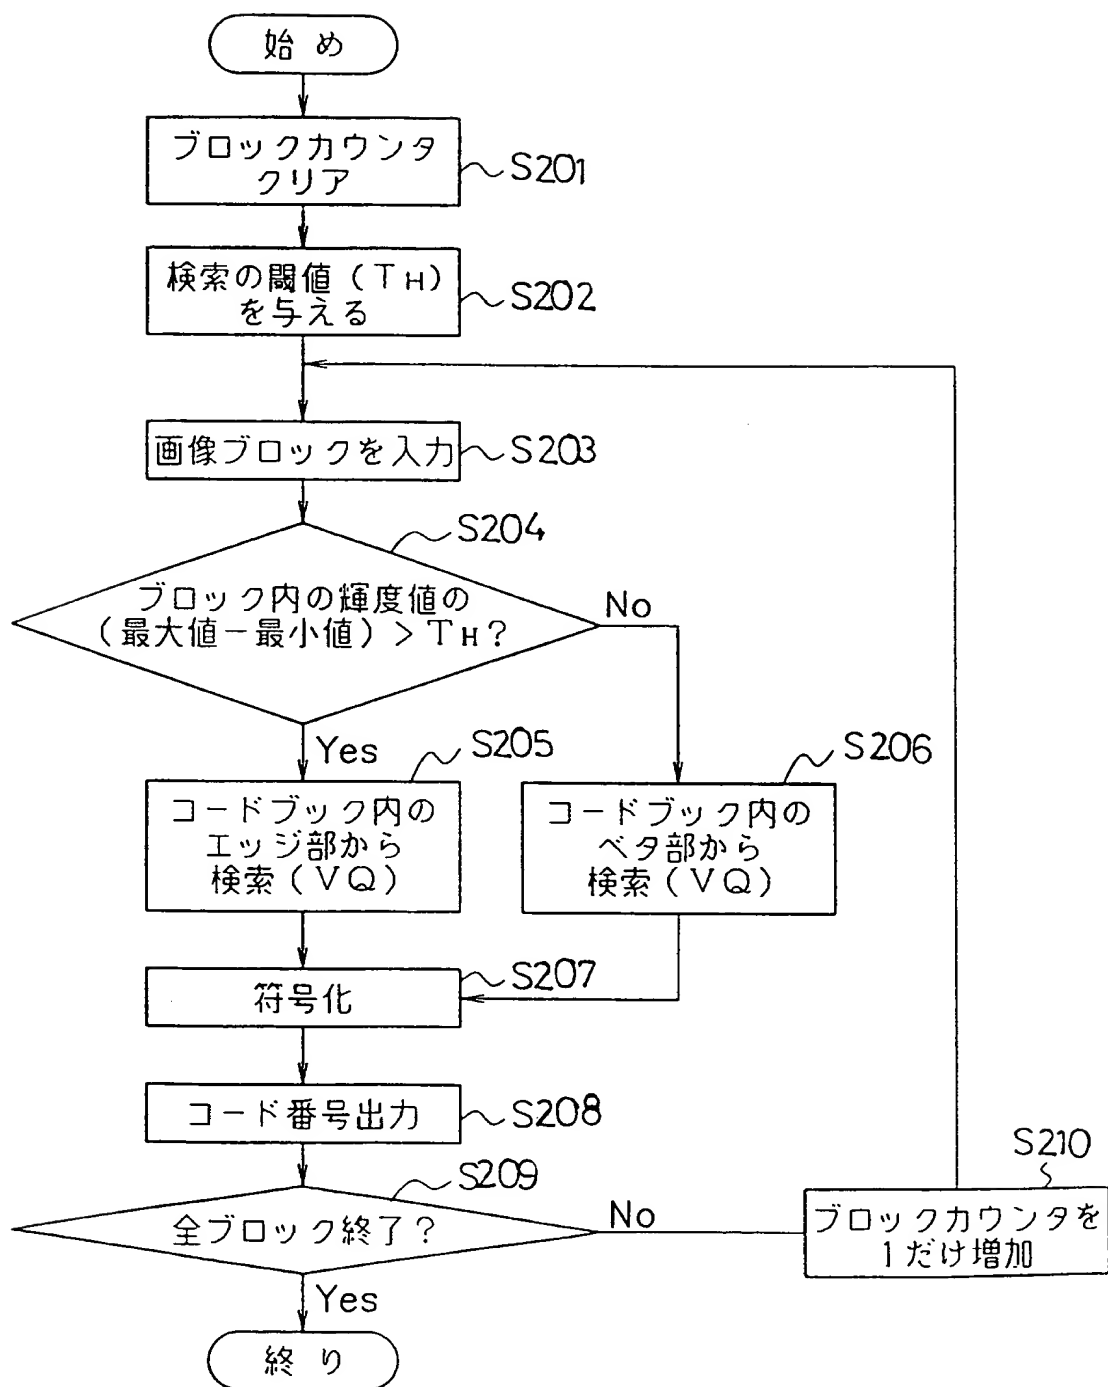 始め
ブロックカウンタ
クリア
S201
検索の閾値(TH)
を与える
S202
画像ブロックを入力
S203
S204
ブロック内の輝度値の
(最大値-最小値)>TH?
No
Yes
S205
コードブック内の
エッジ部から
検索(VQ)
S206
コードブック内の
ベタ部から
検索(VQ)
S207
符号化
コード番号出力
S208
S209
全ブロック終了?
No
S210
ブロックカウンタを
1だけ増加
Yes
終り